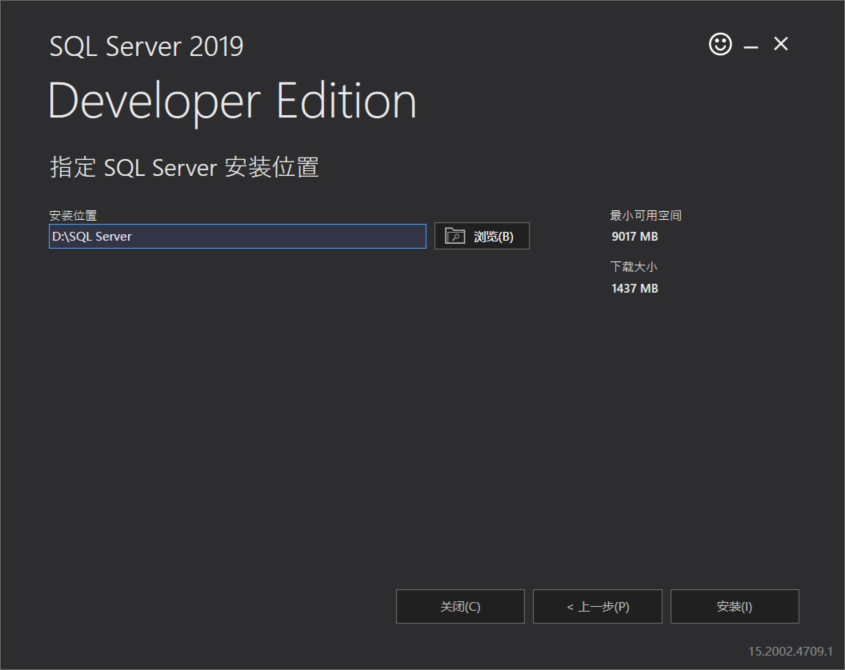 SQL Server 2019
Developer Edition
指定 SQL Server 安装位置
安装位置
D:\SQL Server
浏览(B)
最小可用空间
9017 MB
下载大小
1437 MB
关闭(C)
< 上一步(P)
安装(I)
15.2002.4709.1